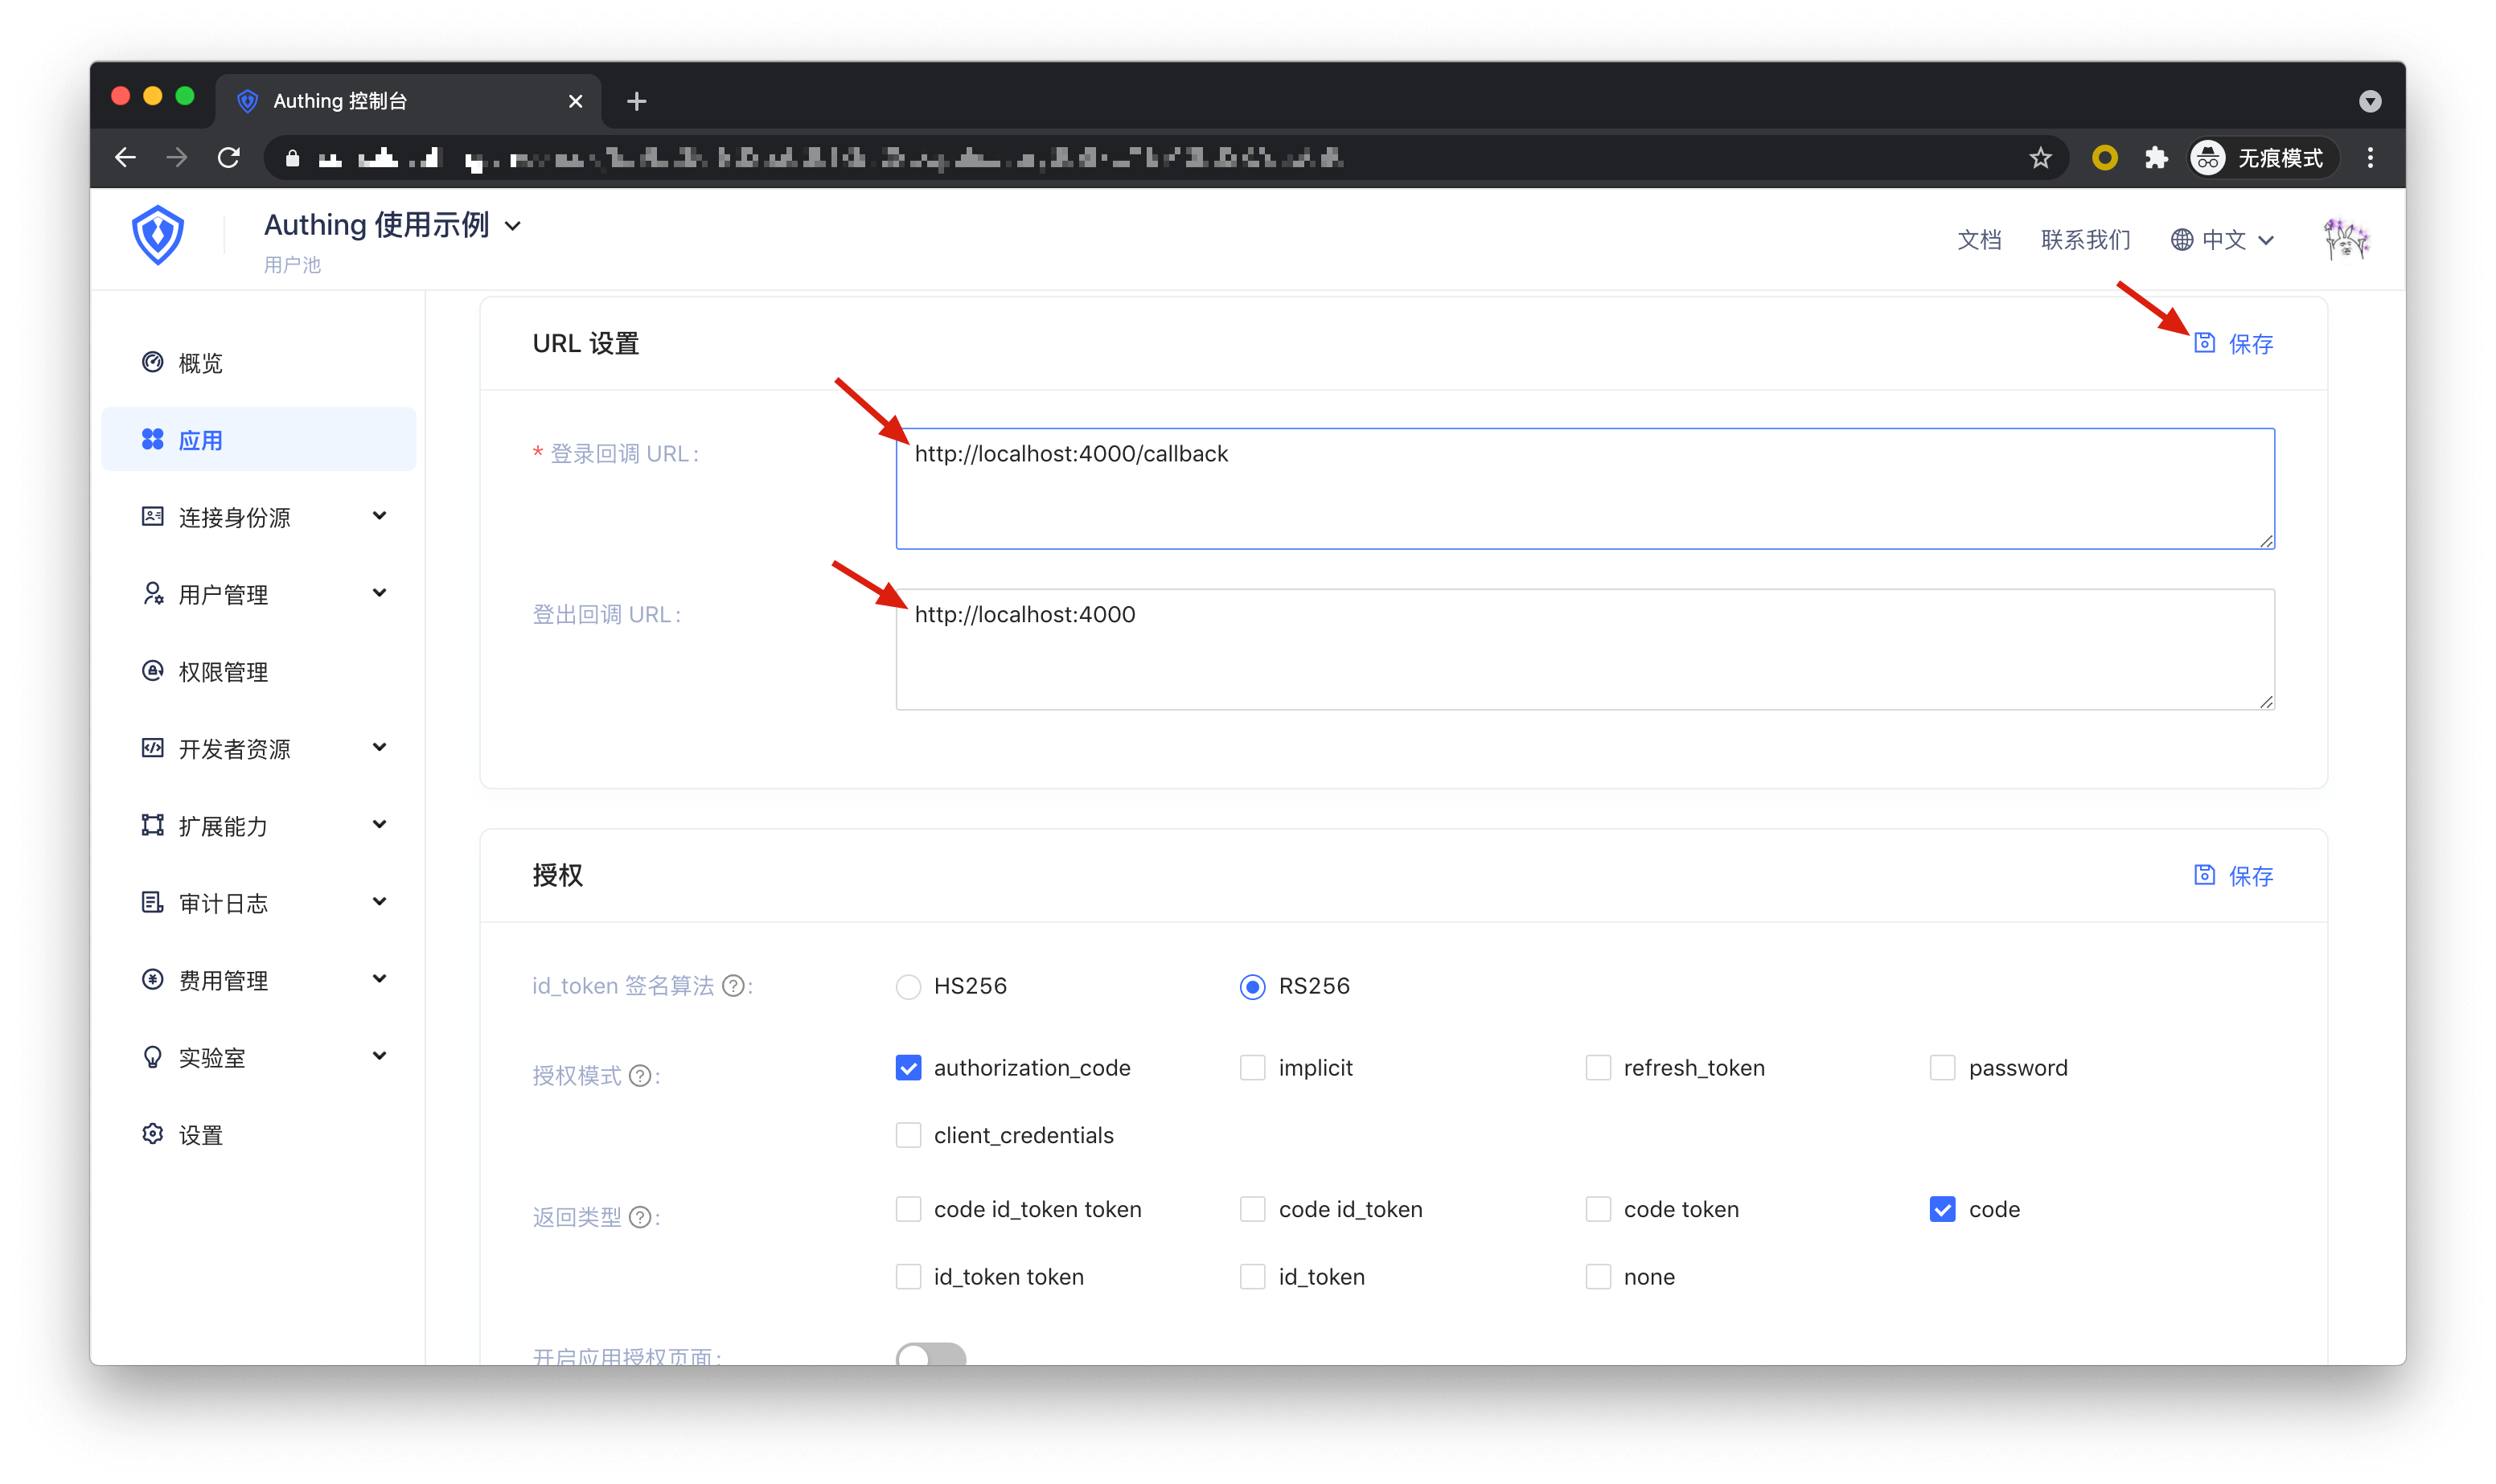 Authing 控制台
无痕模式
Authing 使用示例
用户池
文档
联系我们
中文
概览
应用
连接身份源
用户管理
权限管理
开发者资源
扩展能力
审计日志
费用管理
实验室
设置
URL 设置
保存
* 登录回调 URL :
http://localhost:4000/callback
登出回调 URL :
http://localhost:4000
授权
保存
id_token 签名算法 ? :
HS256
RS256
授权模式 ? :
authorization_code
implicit
refresh_token
password
client_credentials
返回类型 ? :
code id_token token
code id_token
code token
code
id_token token
id_token
none
开启应用授权页面 :